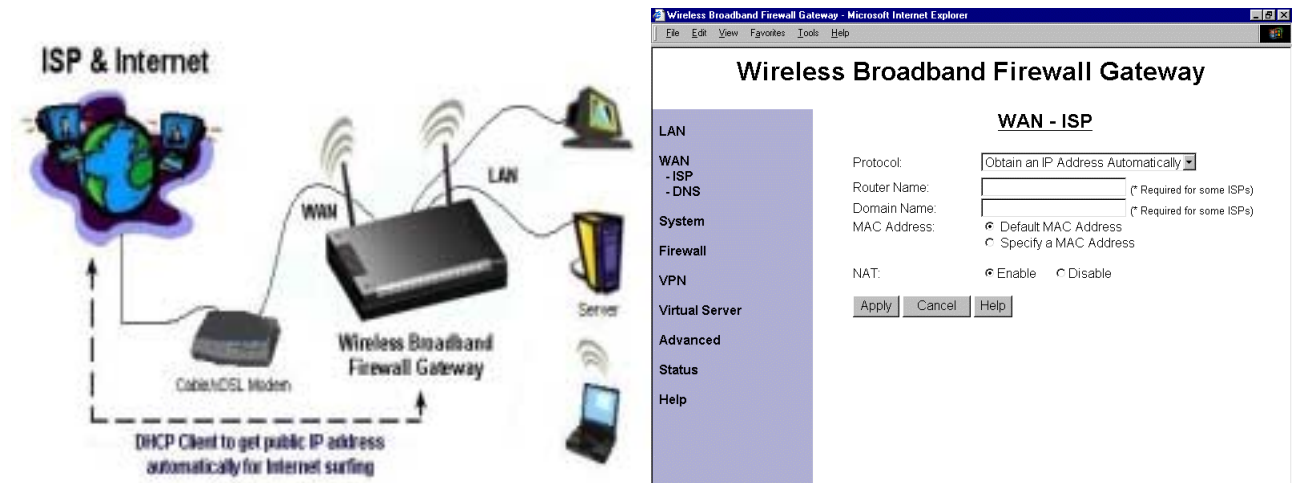 ISP & Internet
WAN
LAN
Server
Wireless Broadband
Firewall Gateway
Cable/xDSL Modem
DHCP Client to get public IP address
automatically for Internet surfing
Wireless Broadband Firewall Gateway - Microsoft Internet Explorer
File Edit View Favorites Tools Help
Wireless Broadband Firewall Gateway
LAN
WAN
- ISP
- DNS
System
Firewall
VPN
Virtual Server
Advanced
Status
Help
WAN - ISP
Protocol: Obtain an IP Address Automatically
Router Name: (* Required for some ISPs)
Domain Name: (* Required for some ISPs)
MAC Address: Default MAC Address
Specify a MAC Address
NAT: Enable Disable
Apply Cancel Help